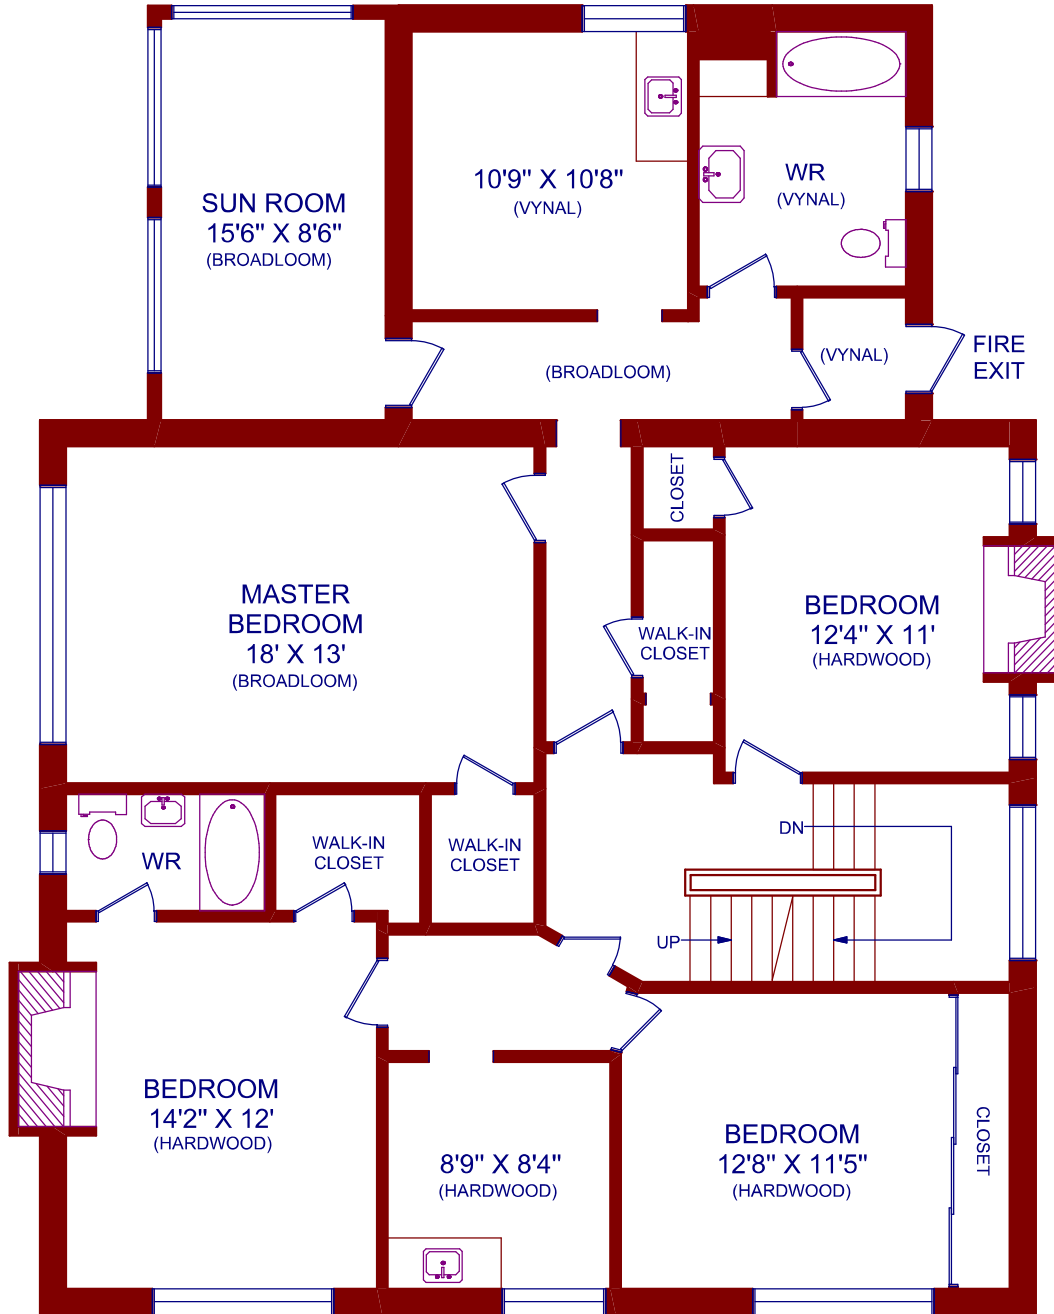 SUN ROOM
15'6" X 8'6"
(BROADLOOM)
10'9" X 10'8"
(VYNAL)
WR
(VYNAL)
(BROADLOOM)
(VYNAL)
FIRE
EXIT
CLOSET
MASTER
BEDROOM
18' X 13'
(BROADLOOM)
WALK-IN
CLOSET
BEDROOM
12'4" X 11'
(HARDWOOD)
WR
WALK-IN
CLOSET
WALK-IN
CLOSET
DN
UP
BEDROOM
14'2" X 12'
(HARDWOOD)
8'9" X 8'4"
(HARDWOOD)
BEDROOM
12'8" X 11'5"
(HARDWOOD)
CLOSET